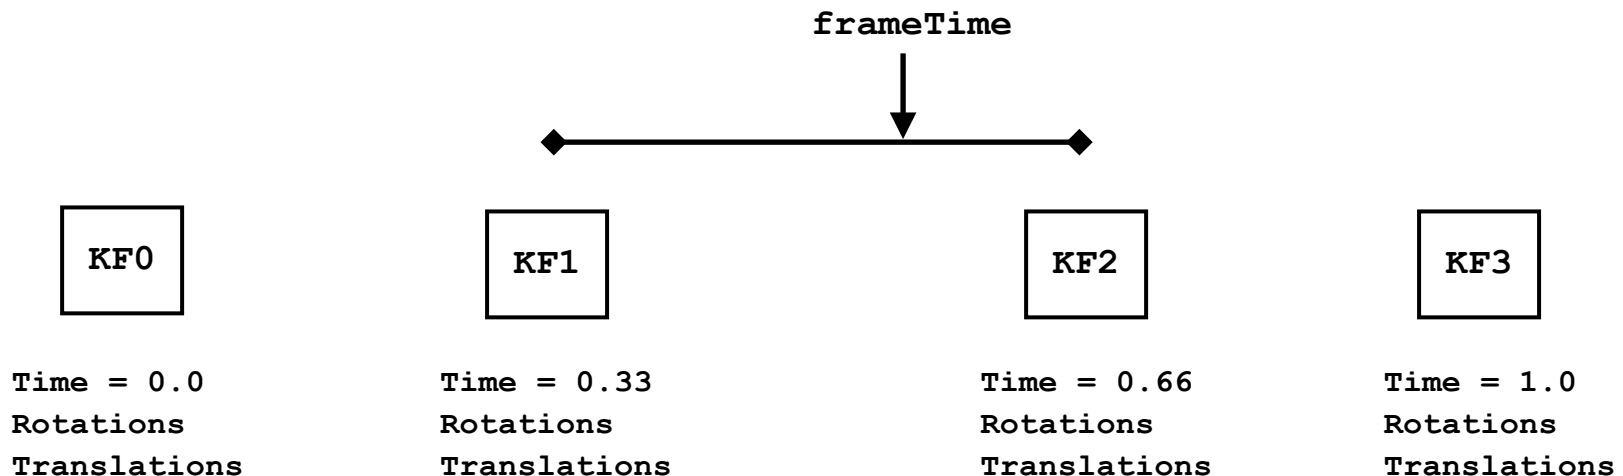 frameTime
KF0 KF1 KF2 KF3
Time = 0.0 Time = 0.33 Time = 0.66 Time = 1.0
Rotations Rotations Rotations Rotations
Translations Translations Translations Translations